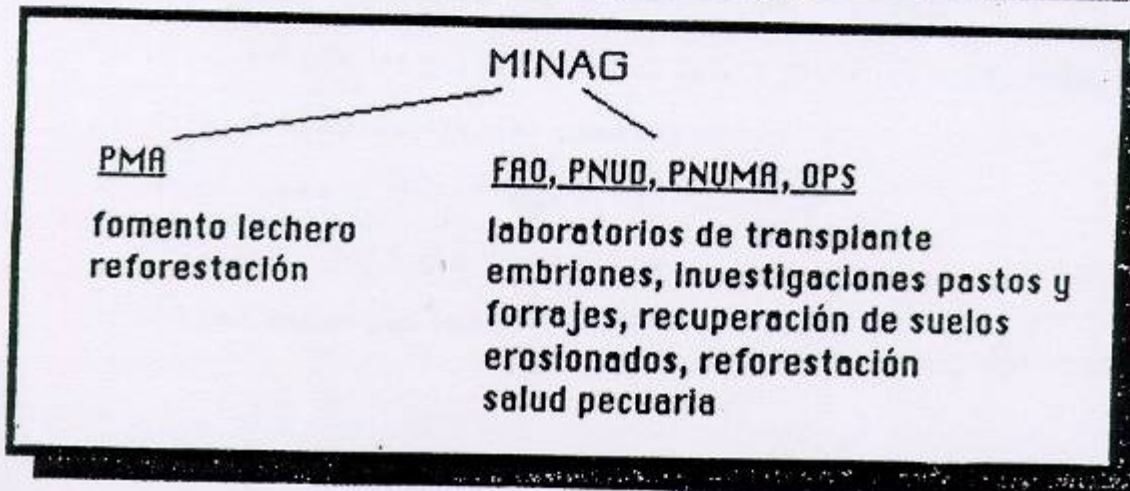 MINAG
PMA
fomento lechero
reforestación
FAO, PNUD, PNUMA, OPS
laboratorios de transplante
embriones, investigaciones pastos y
forrajes, recuperación de suelos
erosionados, reforestación
salud pecuaria